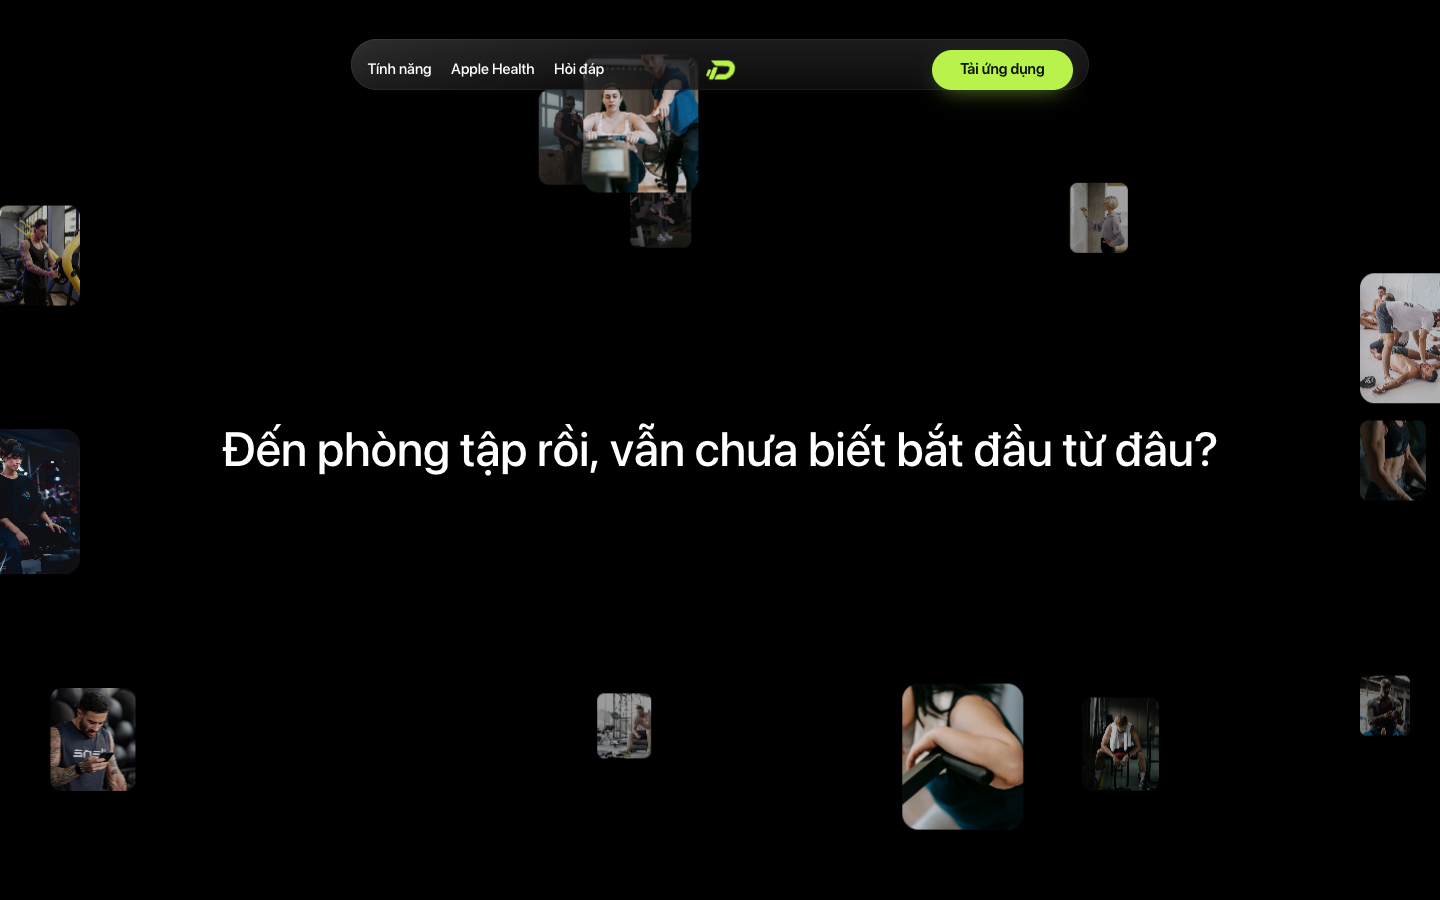 Tính năng
Apple Health
Hỏi đáp
Tải ứng dụng
Đến phòng tập rồi, vẫn chưa biết bắt đầu từ đâu?